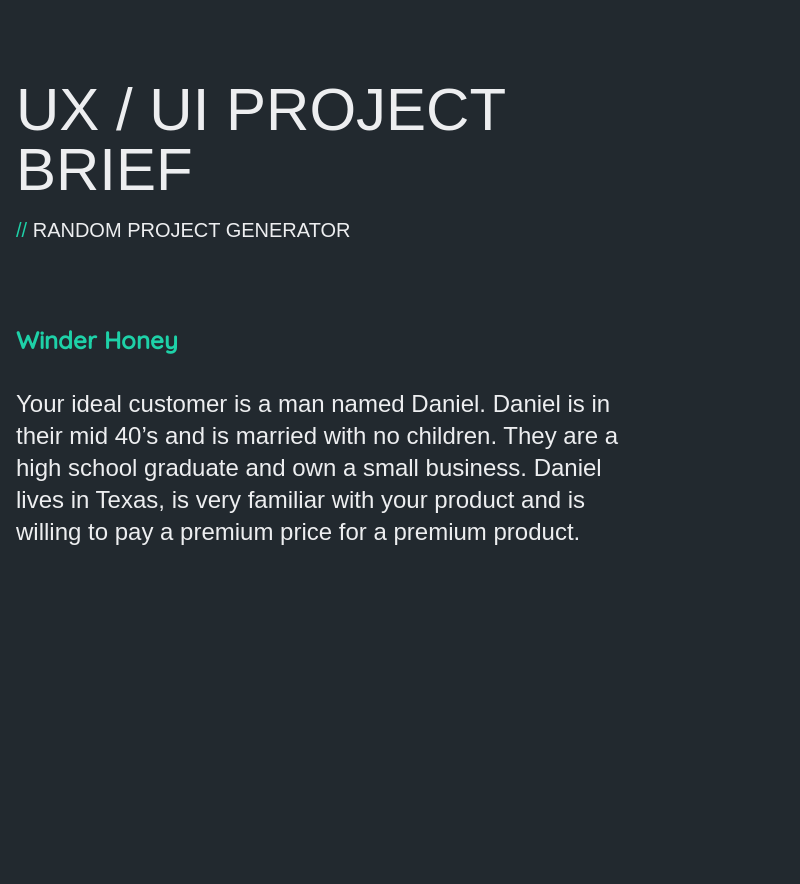 UX / UI PROJECT
BRIEF
// RANDOM PROJECT GENERATOR
Winder Honey
Your ideal customer is a man named Daniel. Daniel is in
their mid 40’s and is married with no children. They are a
high school graduate and own a small business. Daniel
lives in Texas, is very familiar with your product and is
willing to pay a premium price for a premium product.